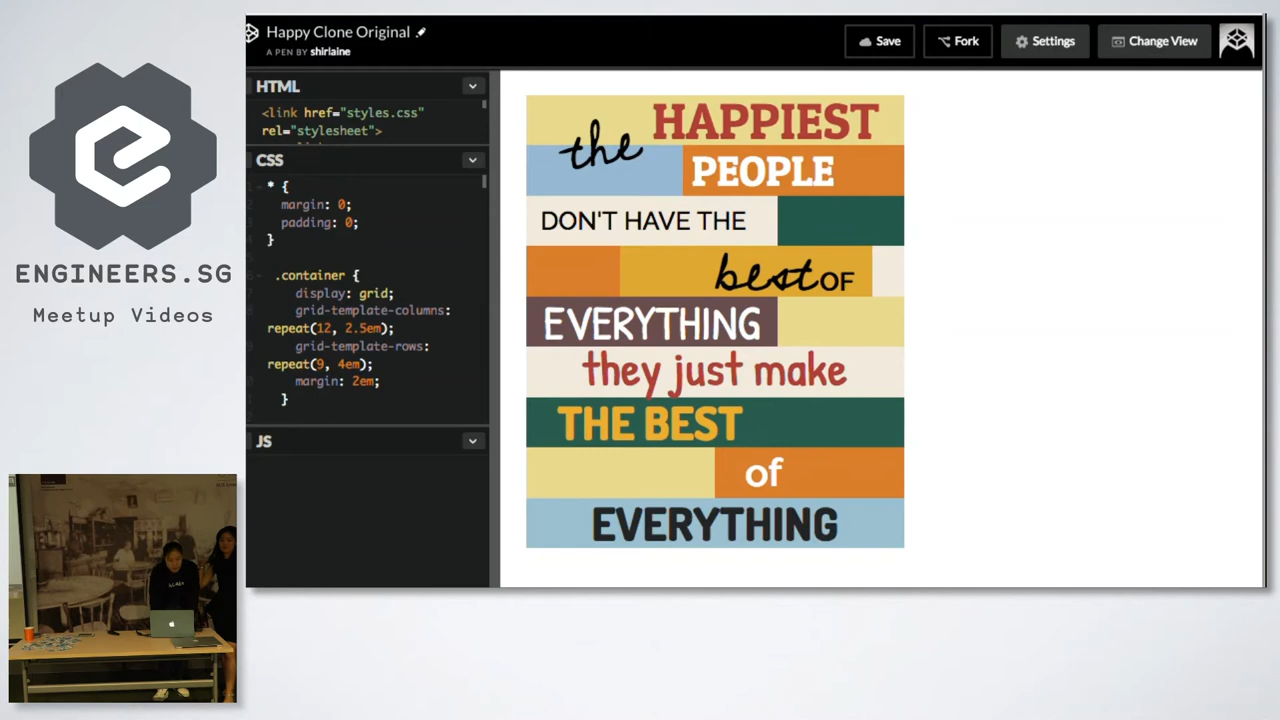 ENGINEERS.SG
Meetup Videos
Happy Clone Original
A PEN BY shirlaine
Save
Fork
Settings
Change View
HTML
<link href="styles.css"
rel="stylesheet">
CSS
* {
margin: 0;
padding: 0;
}
.container {
display: grid;
grid-template-columns:
repeat(12, 2.5em);
grid-template-rows:
repeat(9, 4em);
margin: 2em;
}
JS
the HAPPIEST
PEOPLE
DON'T HAVE THE
best OF
EVERYTHING
they just make
THE BEST
of
EVERYTHING